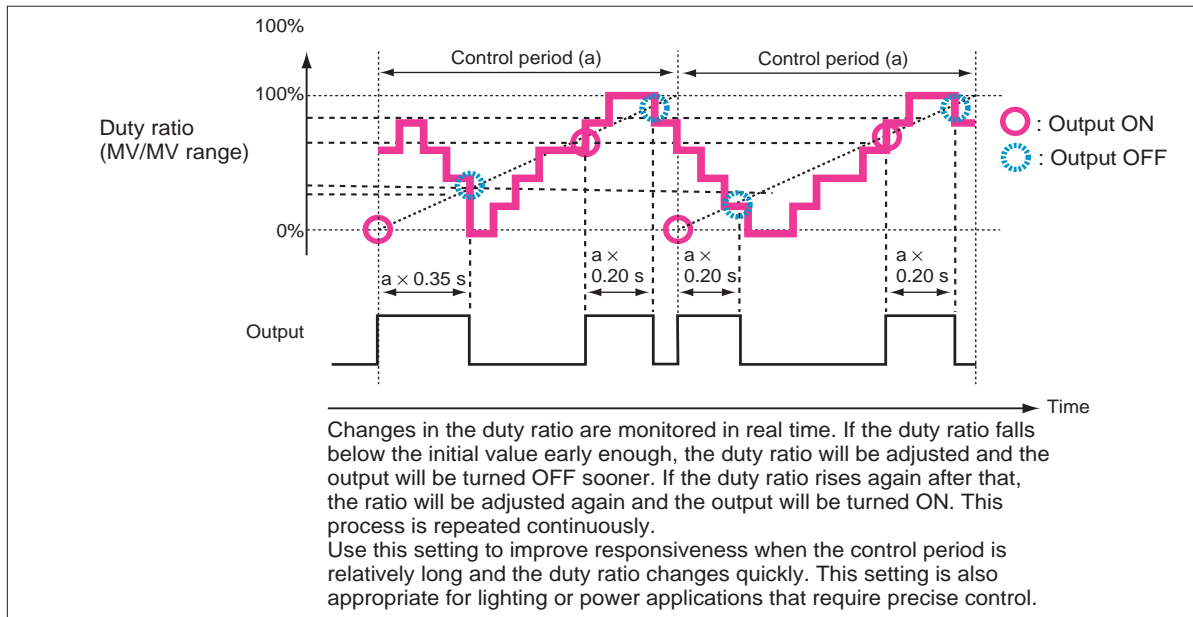 100%
Control period (a)
Control period (a)
100%
Duty ratio
(MV/MV range)
: Output ON
: Output OFF
0%
a × 0.35 s
a ×
0.20 s
a ×
0.20 s
a ×
0.20 s
Output
Time
Changes in the duty ratio are monitored in real time. If the duty ratio falls
below the initial value early enough, the duty ratio will be adjusted and the
output will be turned OFF sooner. If the duty ratio rises again after that,
the ratio will be adjusted again and the output will be turned ON. This
process is repeated continuously.
Use this setting to improve responsiveness when the control period is
relatively long and the duty ratio changes quickly. This setting is also
appropriate for lighting or power applications that require precise control.